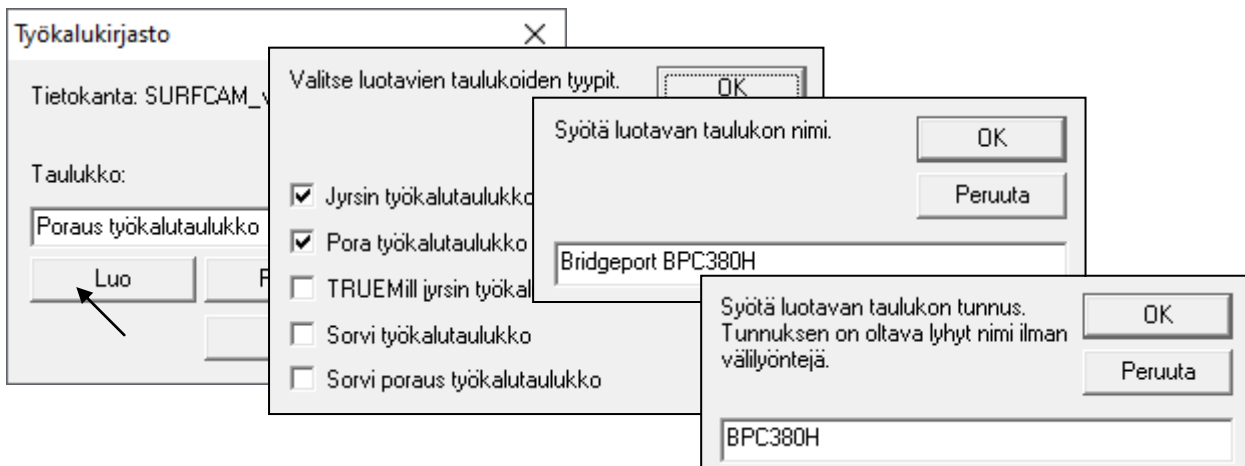 Työkalukirjasto
Tietokanta: SURFCAM_
Taulukko:
Poraus työkalutaulukko
Luo
Valitse luotavien taulukoiden tyypit.
OK
Jyrsin työkalutaulukko
Pora työkalutaulukko
TRUEMill jyrsin työkal
Sorvi työkalutaulukko
Sorvi poraus työkalutaulukko
Syötä luotavan taulukon nimi.
OK
Peruuta
Bridgeport BPC380H
Syötä luotavan taulukon tunnus.
Tunnuksen on oltava lyhyt nimi ilman
välilyöntejä.
OK
Peruuta
BPC380H